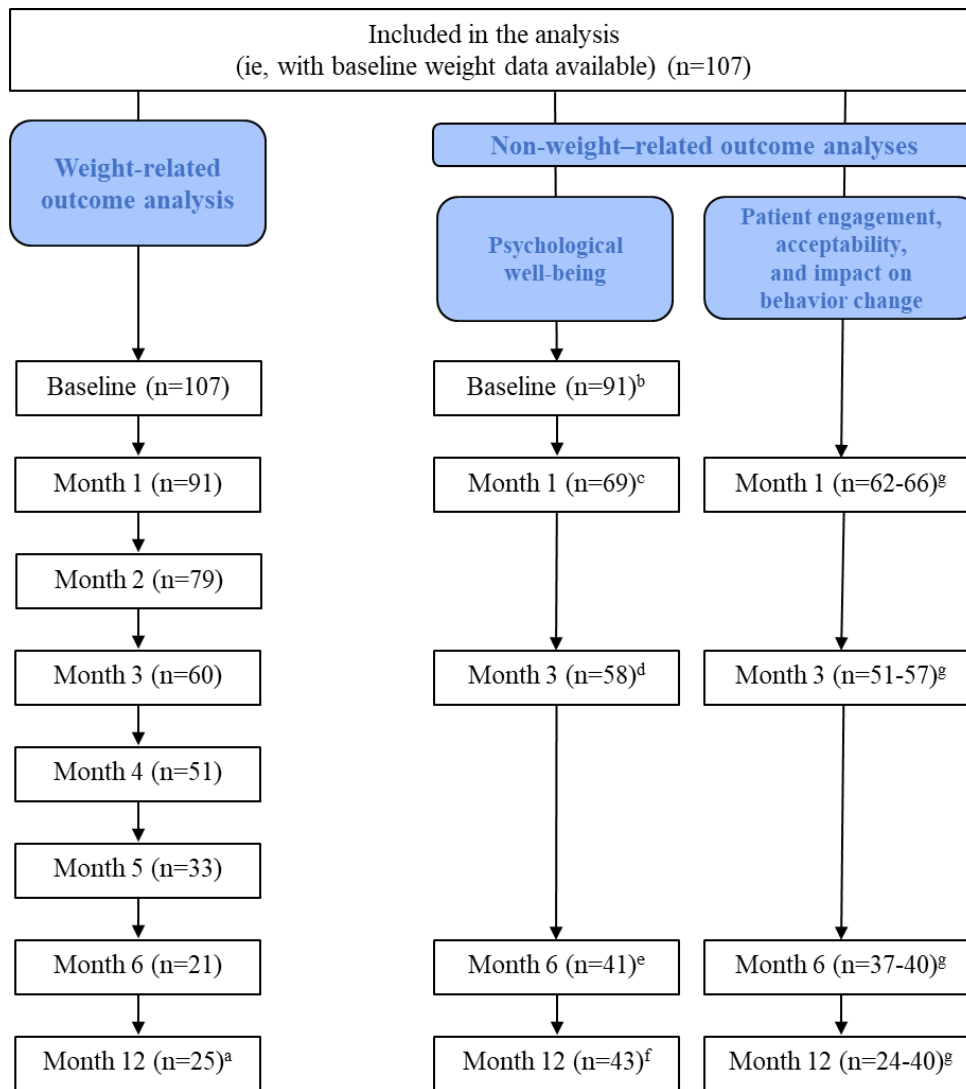 Included in the analysis
(ie, with baseline weight data available) (n=107)
Weight-related
outcome analysis
Non-weight–related outcome analyses
Psychological
well-being
Patient engagement,
acceptability,
and impact on
behavior change
Baseline (n=107)
Baseline (n=91)ᵇ
Month 1 (n=91)
Month 1 (n=69)ᶜ
Month 1 (n=62-66)ᵍ
Month 2 (n=79)
Month 3 (n=60)
Month 3 (n=58)ᵈ
Month 3 (n=51-57)ᵍ
Month 4 (n=51)
Month 5 (n=33)
Month 6 (n=21)
Month 6 (n=41)ᵉ
Month 6 (n=37-40)ᵍ
Month 12 (n=25)ᵃ
Month 12 (n=43)ᶠ
Month 12 (n=24-40)ᵍ